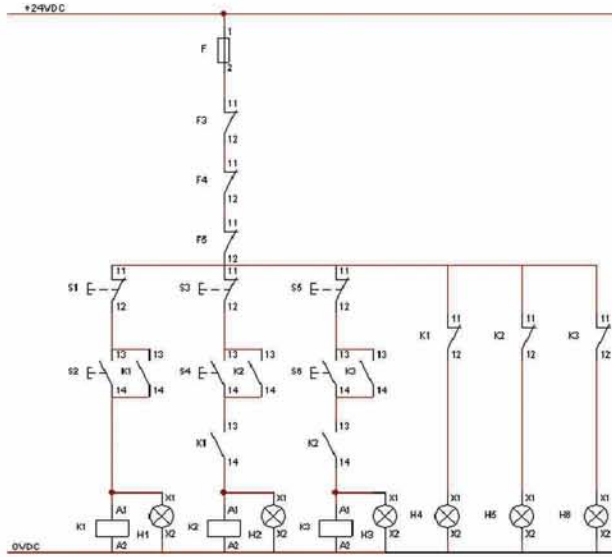 +24VDC
1
F
2
11
F3
12
11
F4
12
11
F5
12
11 11 11
S1 S3 S5
12 12 12
11 11 11
K1 K2 K3
12 12 12
13 13 13 13 13 13
S2 K1 S4 K2 S6 K3
14 14 14 14 14 14
13 13
K1 K2
14 14
A1 X1 A1 X1 A1 X1 X1 X1 X1
K1 H1 K2 H2 K3 H3 H4 H5 H6
A2 X2 A2 X2 A2 X2 X2 X2 X2
0VDC